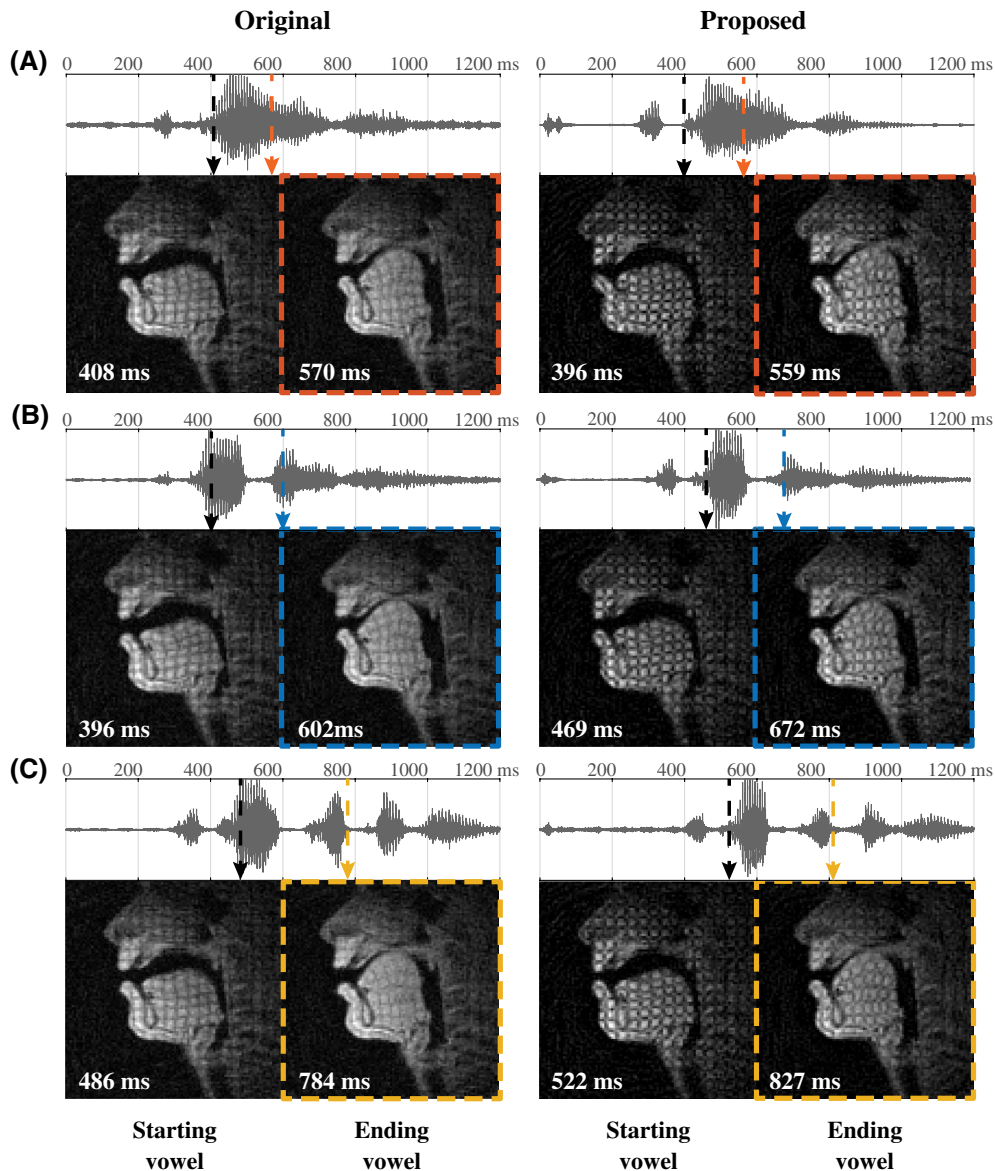 Original Proposed
(A)
0 200 400 600 800 1000 1200 ms 0 200 400 600 800 1000 1200 ms
408 ms 570 ms 396 ms 559 ms
(B)
0 200 400 600 800 1000 1200 ms 0 200 400 600 800 1000 1200 ms
396 ms 602ms 469 ms 672 ms
(C)
0 200 400 600 800 1000 1200 ms 0 200 400 600 800 1000 1200 ms
486 ms 784 ms 522 ms 827 ms
Starting Ending Starting Ending
vowel vowel vowel vowel